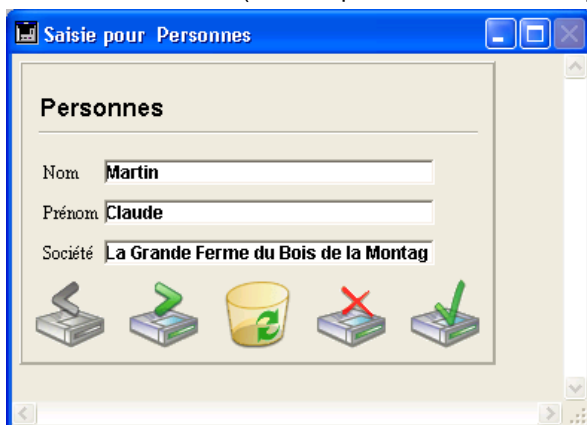 Saisie pour Personnes
Personnes
Nom Martin
Prénom Claude
Société La Grande Ferme du Bois de la Montag